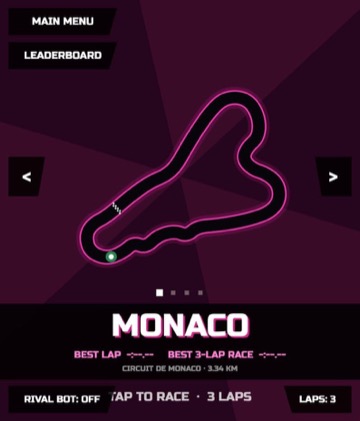 MAIN MENU
LEADERBOARD
<
>
MONACO
BEST LAP -:--.-- BEST 3-LAP RACE -:--.--
CIRCUIT DE MONACO · 3.34 KM
RIVAL BOT: OFF
TAP TO RACE · 3 LAPS
LAPS: 3